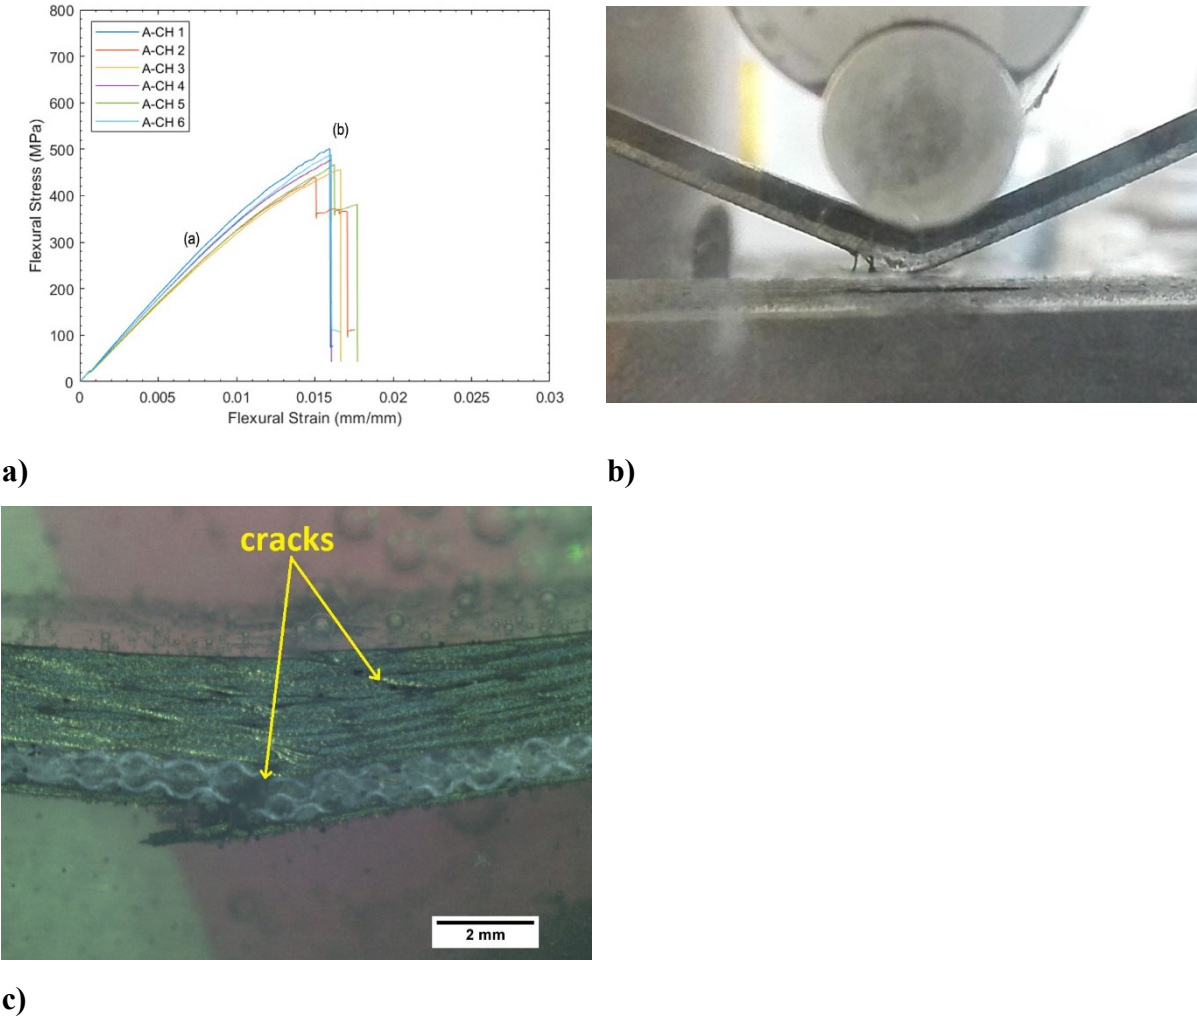 800
700
600
500
400
300
200
100
0
Flexural Stress (MPa)
A-CH 1
A-CH 2
A-CH 3
A-CH 4
A-CH 5
A-CH 6
(a)
(b)
0 0.005 0.01 0.015 0.02 0.025 0.03
Flexural Strain (mm/mm)
a)
b)
cracks
2 mm
c)